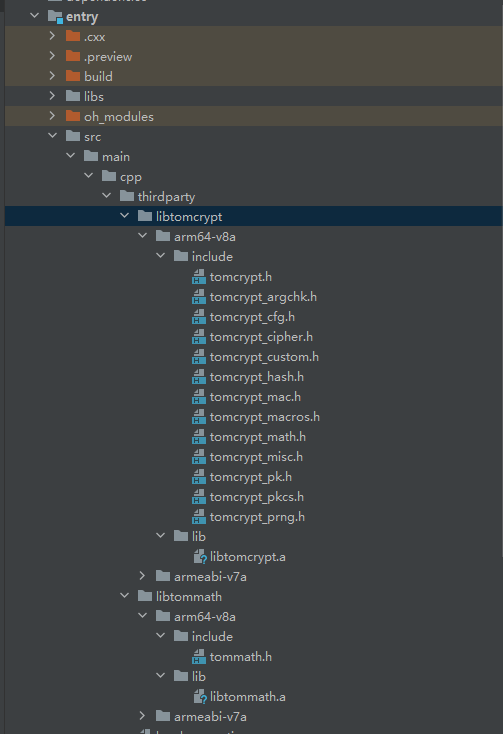 entry
.cxx
.preview
build
libs
oh_modules
src
main
cpp
thirdparty
libtomcrypt
arm64-v8a
include
tomcrypt.h
tomcrypt_argchk.h
tomcrypt_cfg.h
tomcrypt_cipher.h
tomcrypt_custom.h
tomcrypt_hash.h
tomcrypt_mac.h
tomcrypt_macros.h
tomcrypt_math.h
tomcrypt_misc.h
tomcrypt_pk.h
tomcrypt_pkcs.h
tomcrypt_prng.h
lib
libtomcrypt.a
armeabi-v7a
libtommath
arm64-v8a
include
tommath.h
lib
libtommath.a
armeabi-v7a